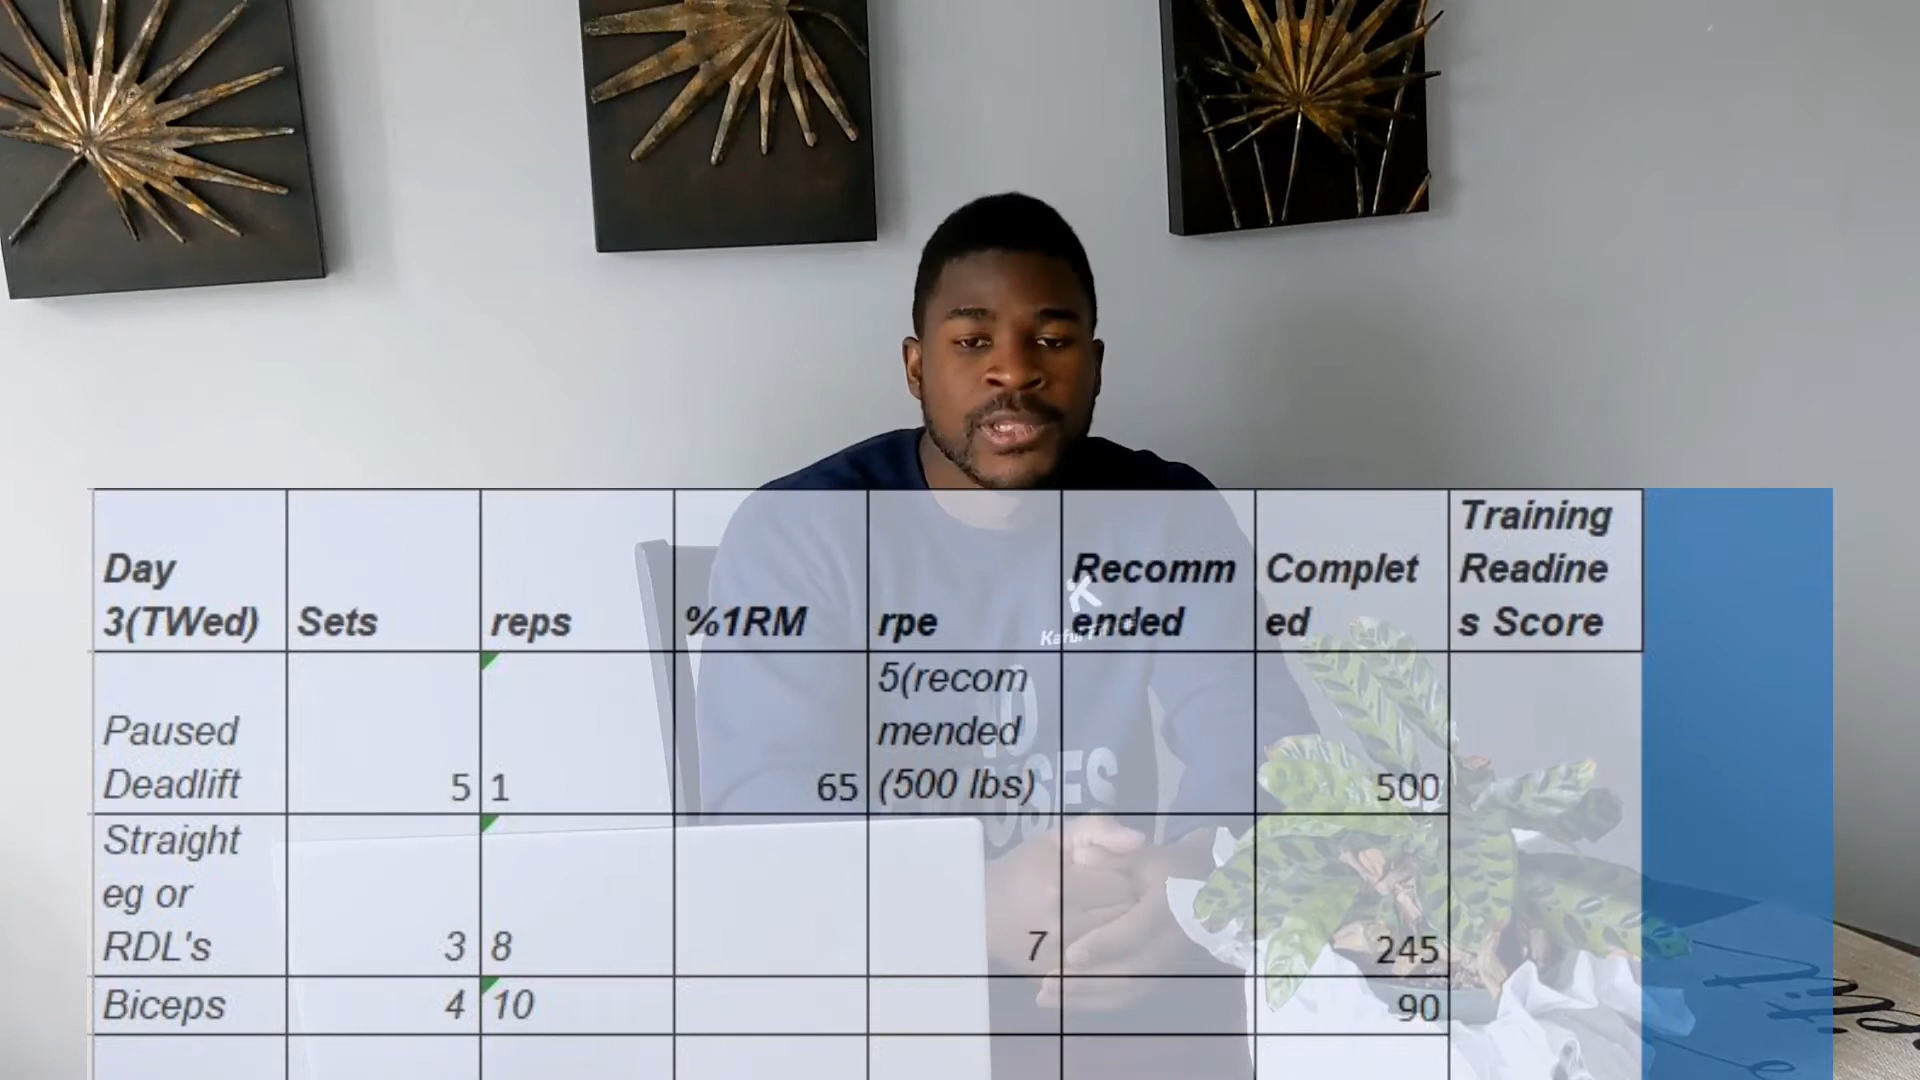 Day 3(TWed) Sets reps %1RM rpe Recomm ended Complet ed Training Readine s Score
Paused Deadlift 5 1 65 5(recom mended (500 lbs) 500
Straight eg or RDL's 3 8 7 245
Biceps 4 10 90